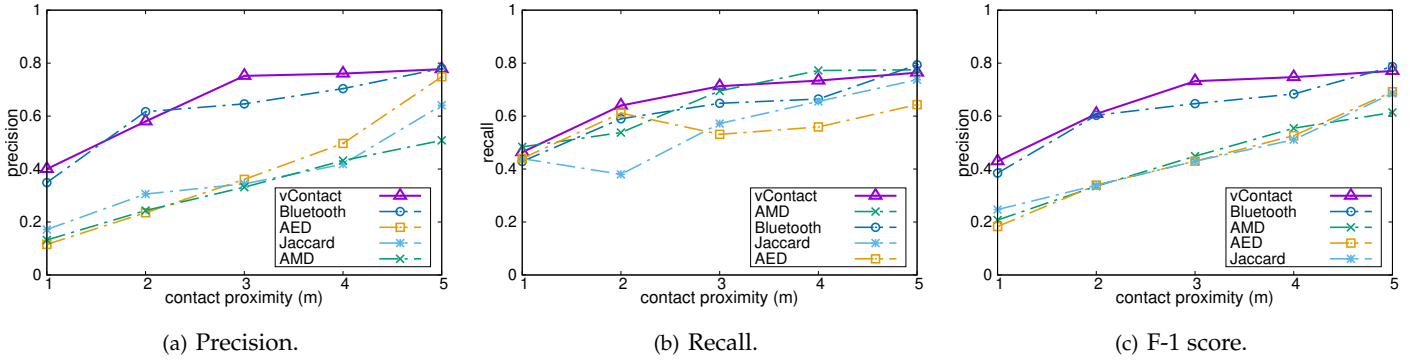 1
0.8
0.6
0.4
0.2
0
precision
vContact
Bluetooth
AED
Jaccard
AMD
1 2 3 4 5
contact proximity (m)
(a) Precision.
1
0.8
0.6
0.4
0.2
0
recall
vContact
AMD
Bluetooth
Jaccard
AED
1 2 3 4 5
contact proximity (m)
(b) Recall.
1
0.8
0.6
0.4
0.2
0
precision
vContact
Bluetooth
AMD
AED
Jaccard
1 2 3 4 5
contact proximity (m)
(c) F-1 score.